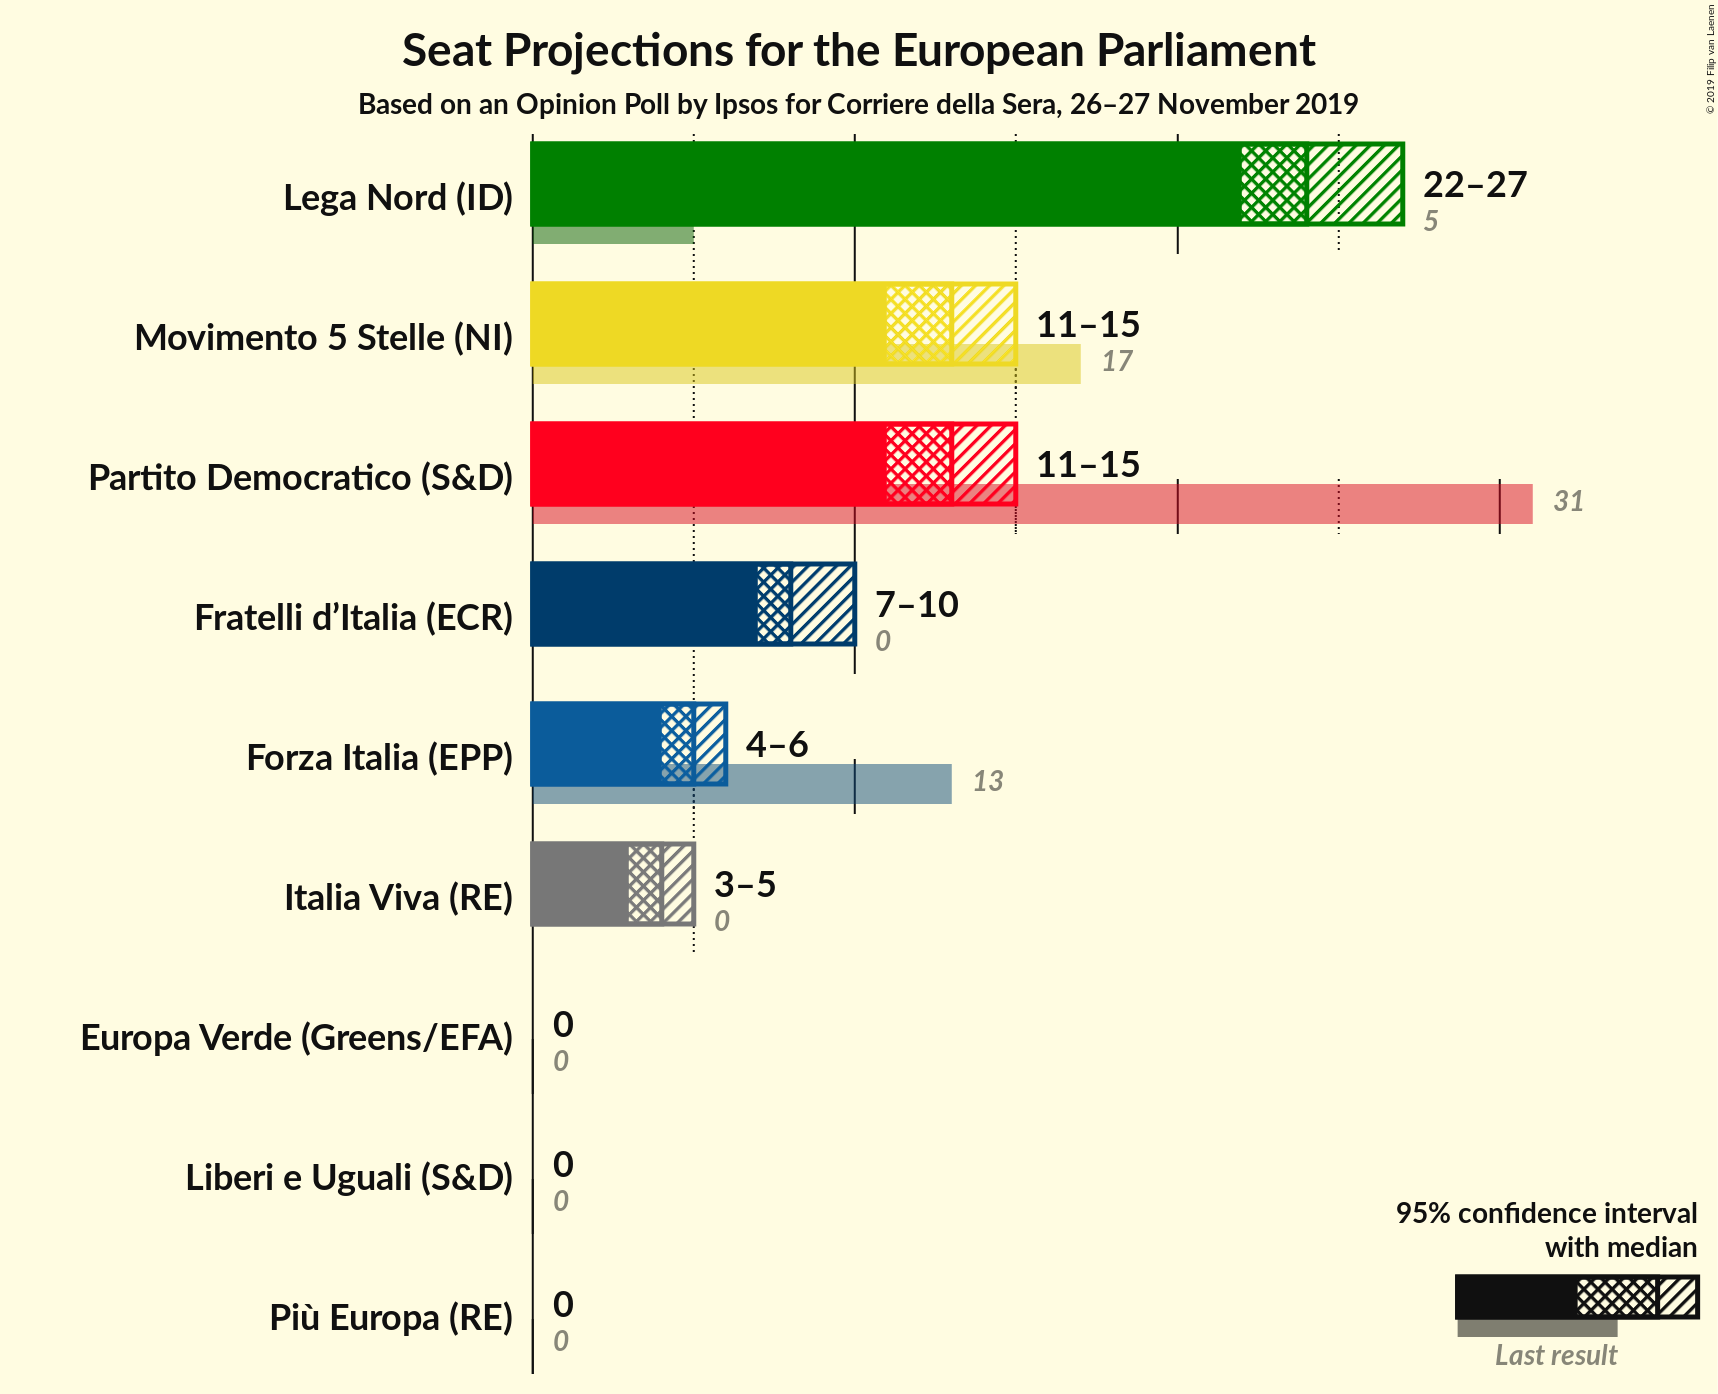 Seat Projections for the European Parliament
Based on an Opinion Poll by Ipsos for Corriere della Sera, 26–27 November 2019
© 2019 Filip van Laenen
Lega Nord (ID)
22–27
5
Movimento 5 Stelle (NI)
11–15
17
Partito Democratico (S&D)
11–15
31
Fratelli d’Italia (ECR)
7–10
0
Forza Italia (EPP)
4–6
13
Italia Viva (RE)
3–5
0
Europa Verde (Greens/EFA)
0
0
Liberi e Uguali (S&D)
0
0
Più Europa (RE)
0
0
95% confidence interval
with median
Last result